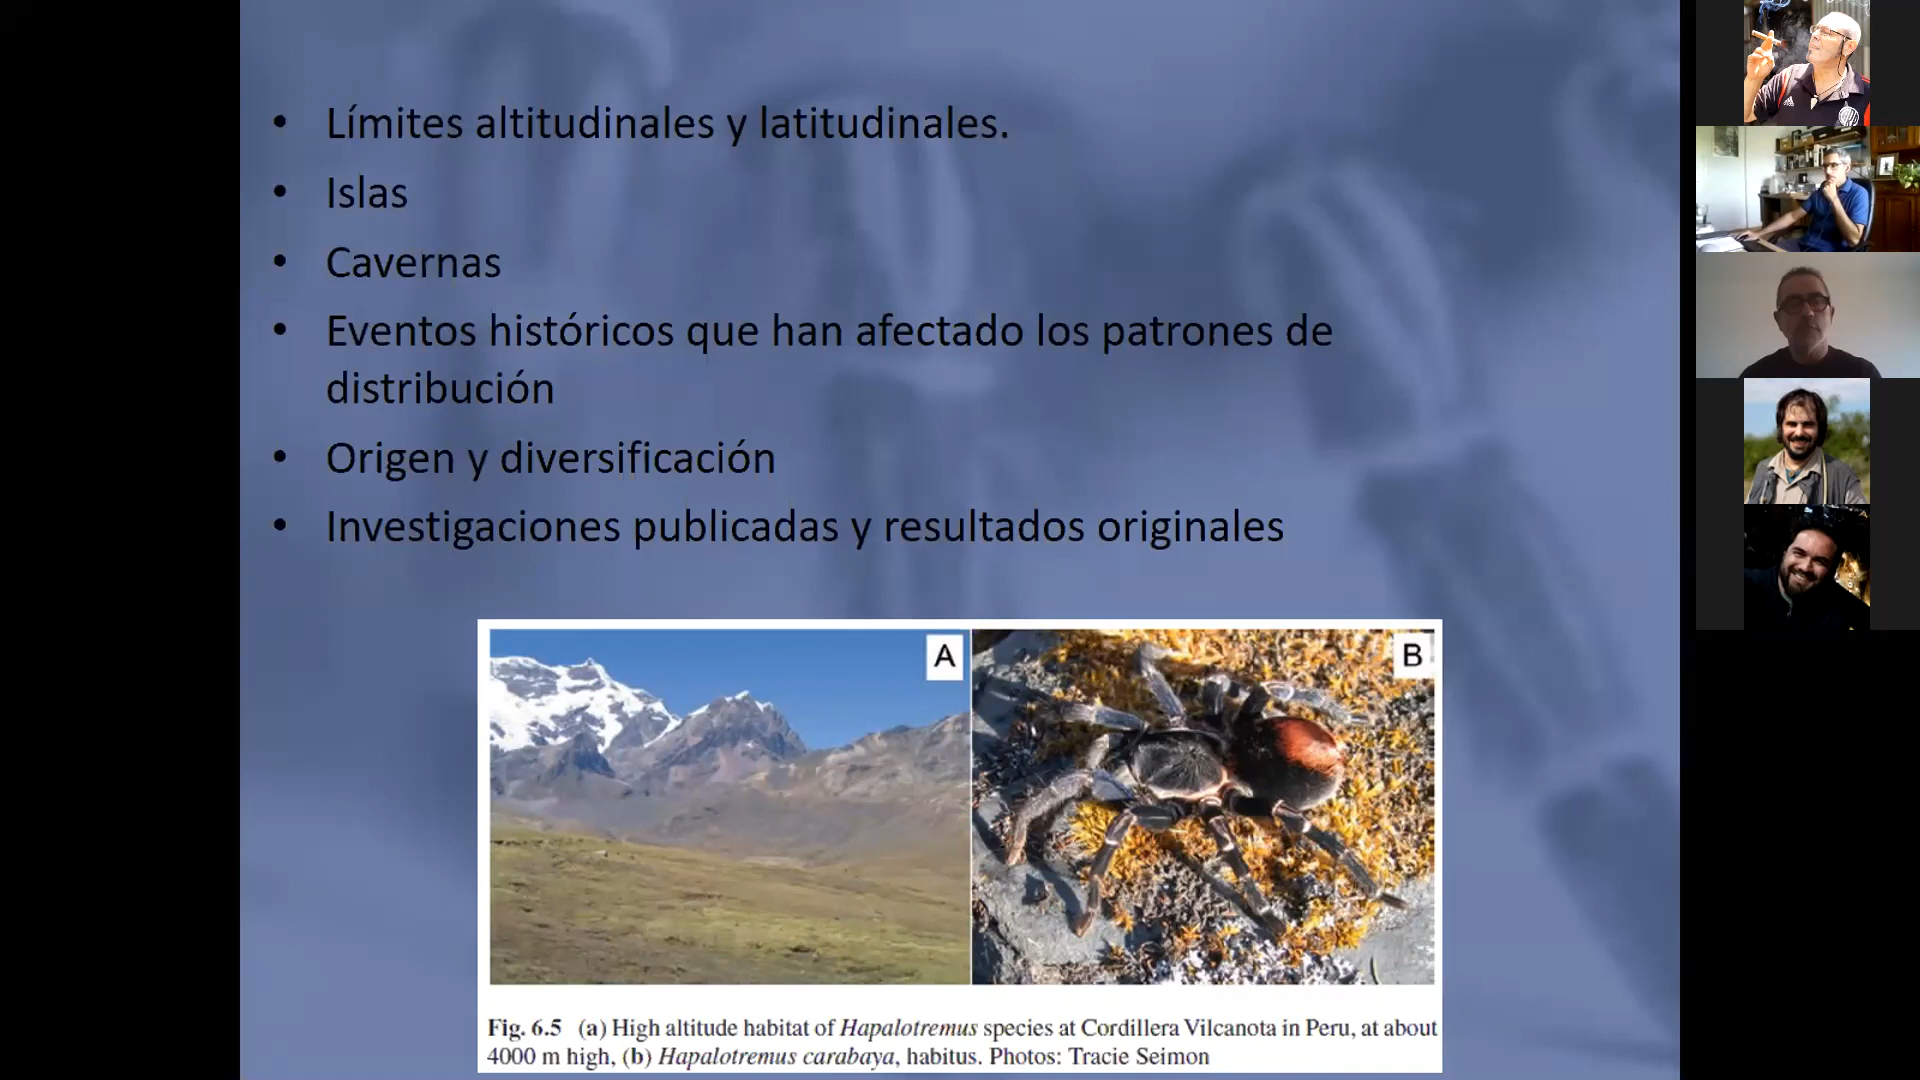 • Límites altitudinales y latitudinales.
• Islas
• Cavernas
• Eventos históricos que han afectado los patrones de
distribución
• Origen y diversificación
• Investigaciones publicadas y resultados originales
A
B
Fig. 6.5 (a) High altitude habitat of Hapalotremus species at Cordillera Vilcanota in Peru, at about
4000 m high, (b) Hapalotremus carabaya, habitus. Photos: Tracie Seimon